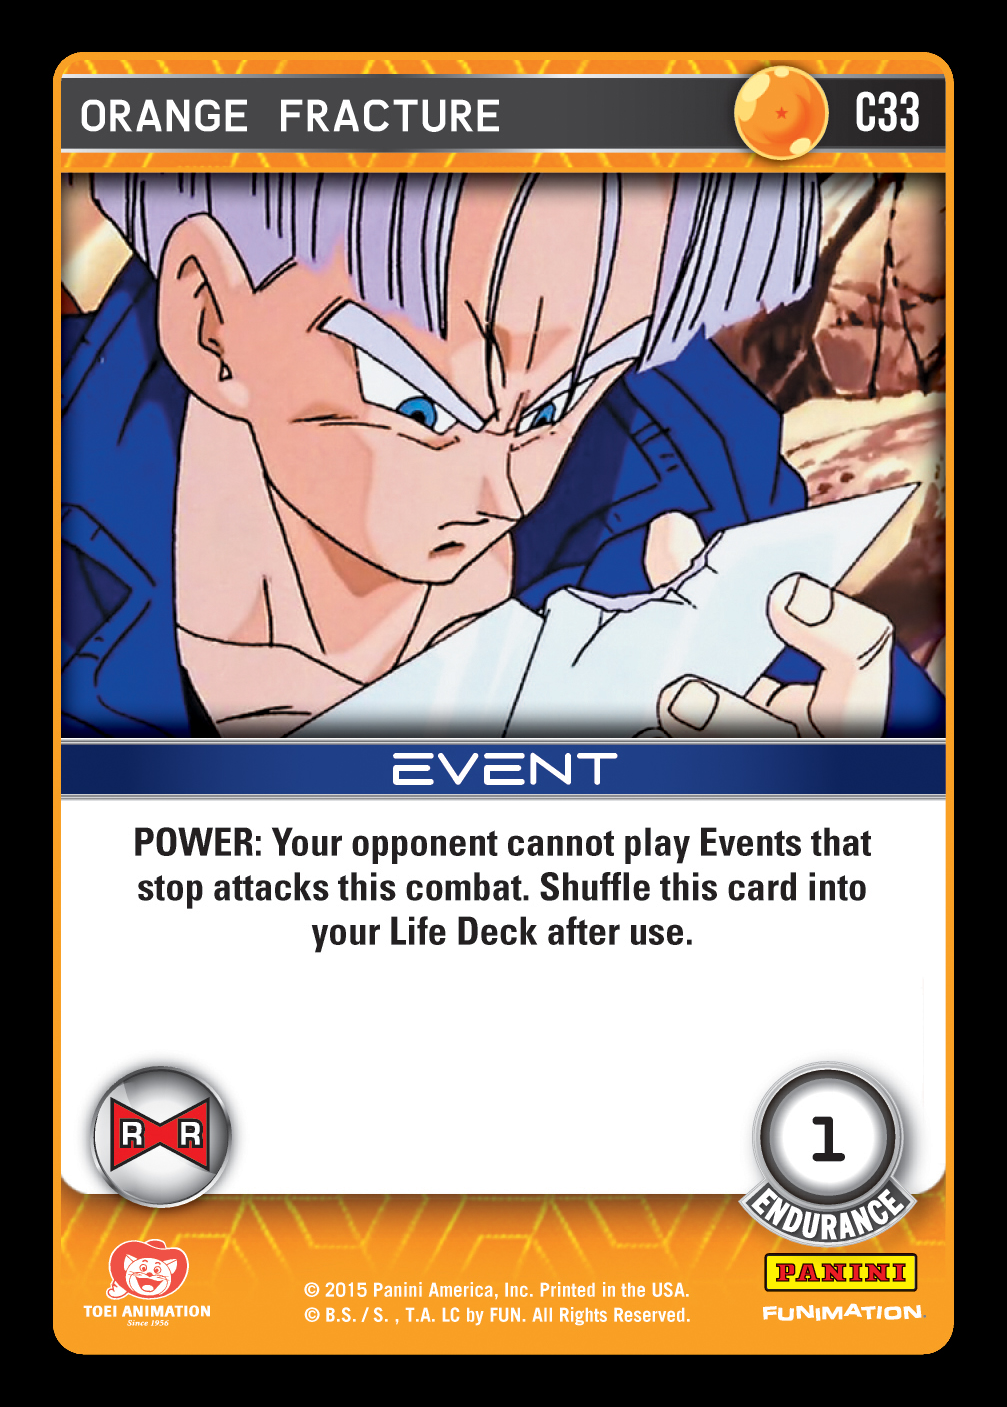 ORANGE FRACTURE
C33
EVENT
POWER: Your opponent cannot play Events that
stop attacks this combat. Shuffle this card into
your Life Deck after use.
R R
1
ENDURANCE
TOEI ANIMATION
Since 1956
© 2015 Panini America, Inc. Printed in the USA.
© B.S. / S. , T.A. LC by FUN. All Rights Reserved.
PANINI
FUNIMATION